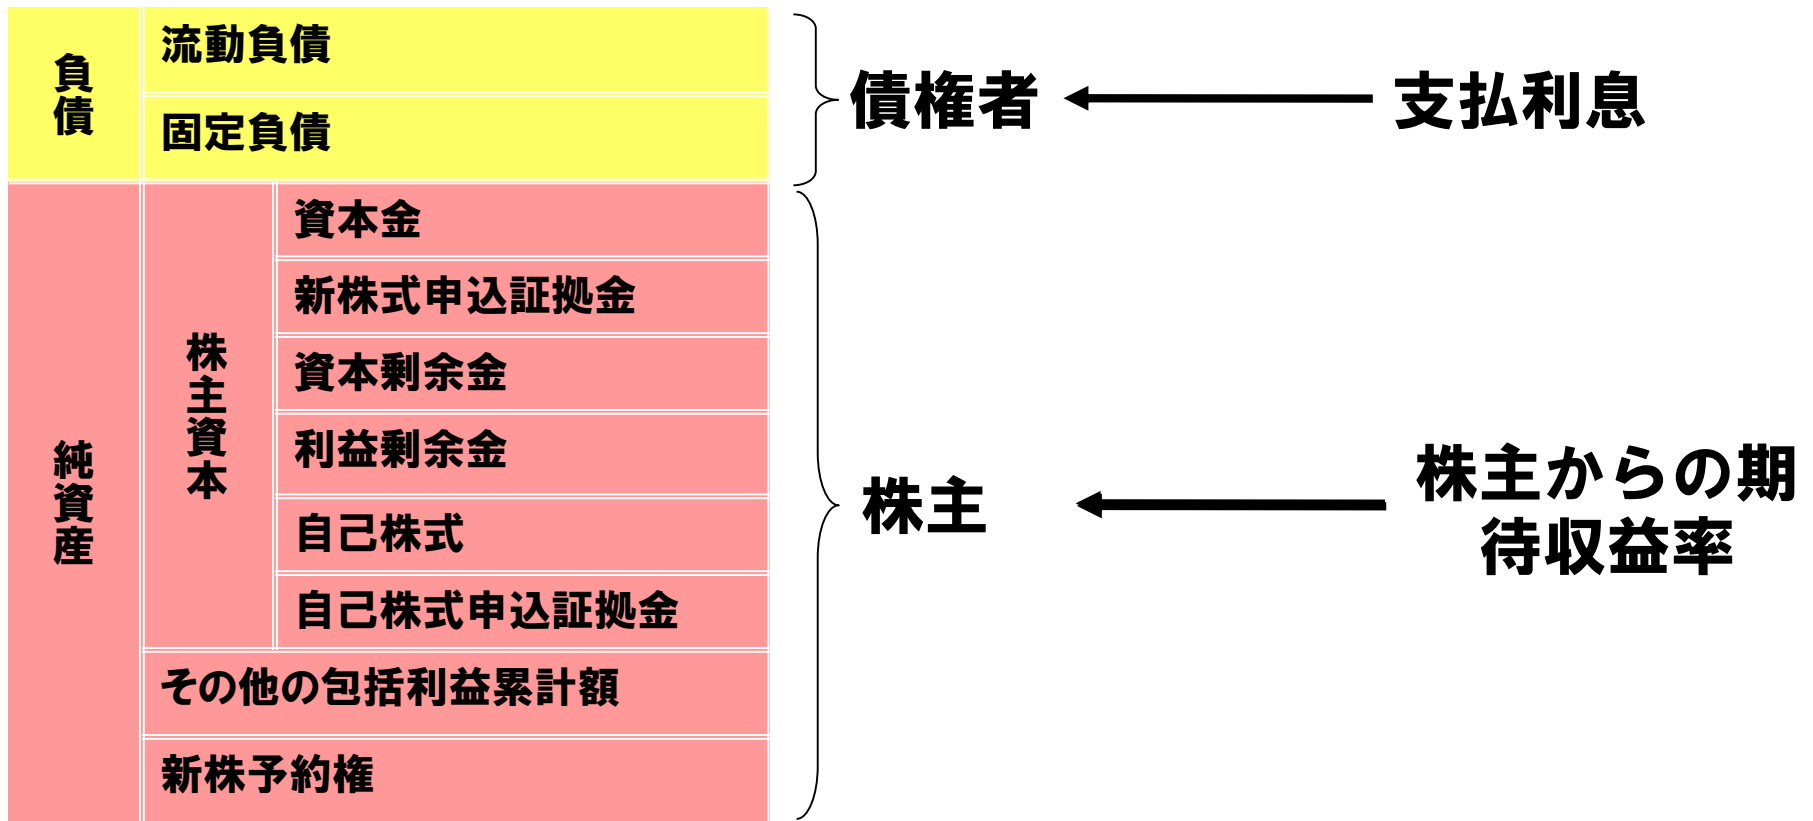 負債
流動負債
固定負債
債権者
支払利息
純資産
株主資本
資本金
新株式申込証拠金
資本剰余金
利益剰余金
自己株式
自己株式申込証拠金
その他の包括利益累計額
新株予約権
株主
株主からの期
待収益率